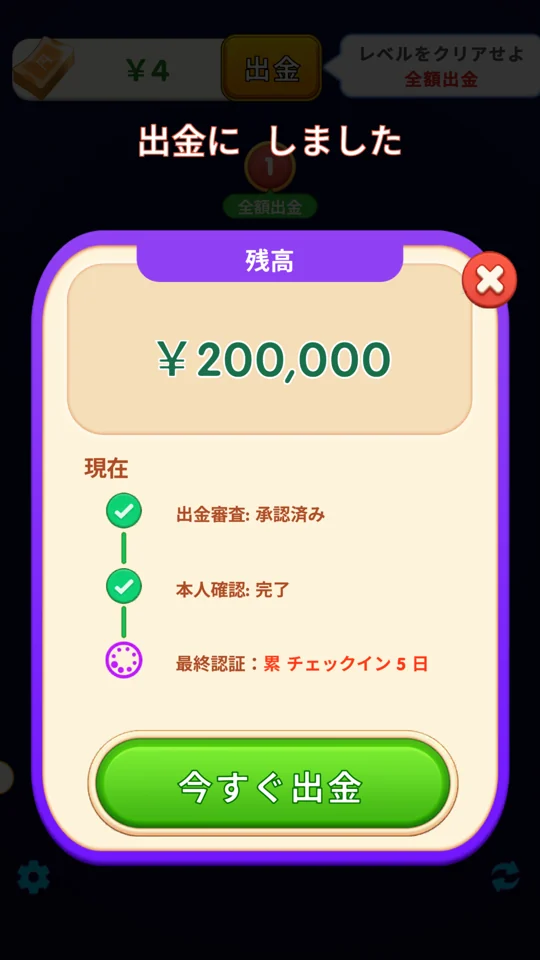 ¥4
出金
レベルをクリアせよ
全額出金
出金に しました
1
全額出金
残高
¥200,000
現在
出金審査: 承認済み
本人確認: 完了
最終認証：累 チェックイン 5 日
今すぐ出金